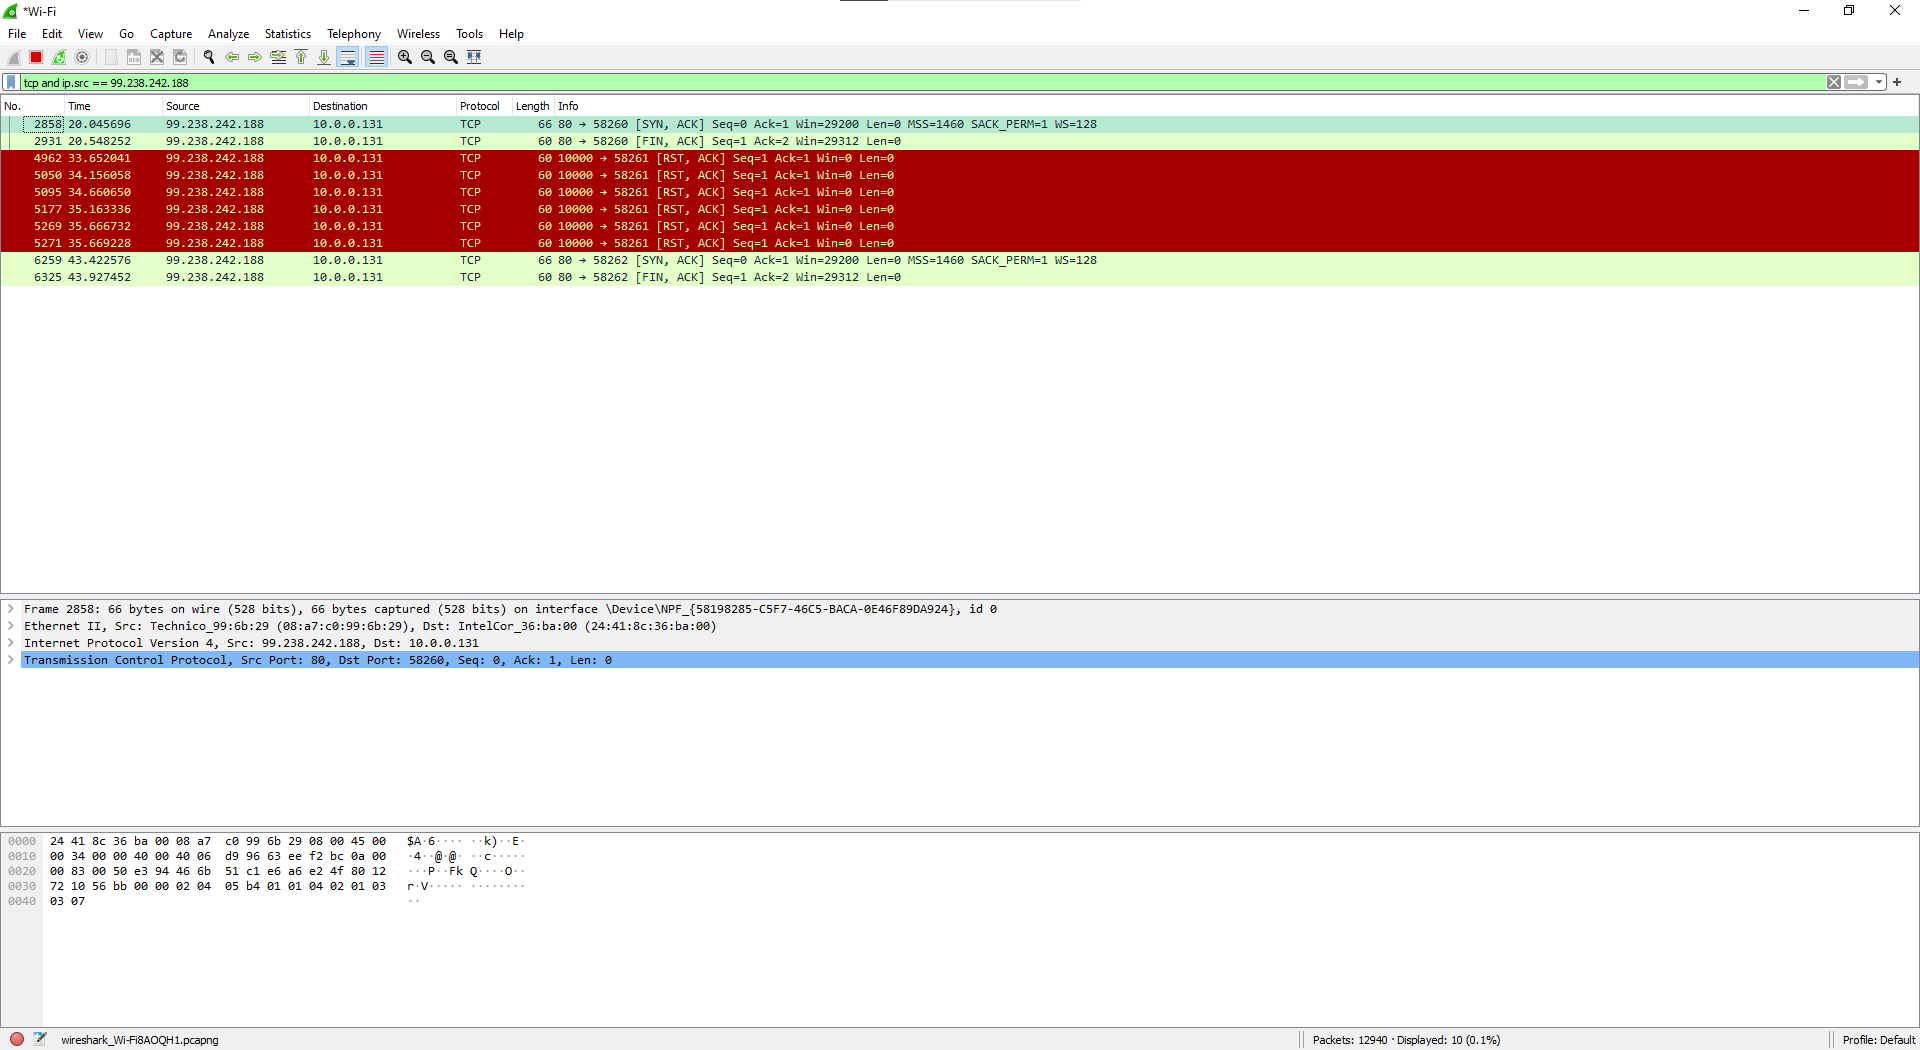 *Wi-Fi
File Edit View Go Capture Analyze Statistics Telephony Wireless Tools Help
tcp and ip.src == 99.238.242.188
No. Time Source Destination Protocol Length Info
2858 20.045696 99.238.242.188 10.0.0.131 TCP 66 80 → 58260 [SYN, ACK] Seq=0 Ack=1 Win=29200 Len=0 MSS=1460 SACK_PERM=1 WS=128
2931 20.548252 99.238.242.188 10.0.0.131 TCP 60 80 → 58260 [FIN, ACK] Seq=1 Ack=2 Win=29312 Len=0
4962 33.652041 99.238.242.188 10.0.0.131 TCP 60 10000 → 58261 [RST, ACK] Seq=1 Ack=1 Win=0 Len=0
5050 34.156058 99.238.242.188 10.0.0.131 TCP 60 10000 → 58261 [RST, ACK] Seq=1 Ack=1 Win=0 Len=0
5095 34.660650 99.238.242.188 10.0.0.131 TCP 60 10000 → 58261 [RST, ACK] Seq=1 Ack=1 Win=0 Len=0
5177 35.163336 99.238.242.188 10.0.0.131 TCP 60 10000 → 58261 [RST, ACK] Seq=1 Ack=1 Win=0 Len=0
5269 35.666732 99.238.242.188 10.0.0.131 TCP 60 10000 → 58261 [RST, ACK] Seq=1 Ack=1 Win=0 Len=0
5271 35.669228 99.238.242.188 10.0.0.131 TCP 60 10000 → 58261 [RST, ACK] Seq=1 Ack=1 Win=0 Len=0
6259 43.422576 99.238.242.188 10.0.0.131 TCP 66 80 → 58262 [SYN, ACK] Seq=0 Ack=1 Win=29200 Len=0 MSS=1460 SACK_PERM=1 WS=128
6325 43.927452 99.238.242.188 10.0.0.131 TCP 60 80 → 58262 [FIN, ACK] Seq=1 Ack=2 Win=29312 Len=0
Frame 2858: 66 bytes on wire (528 bits), 66 bytes captured (528 bits) on interface \Device\NPF_{58198285-C5F7-46C5-BACA-0E46F89DA924}, id 0
Ethernet II, Src: Technico_99:6b:29 (08:a7:c0:99:6b:29), Dst: IntelCor_36:ba:00 (24:41:8c:36:ba:00)
Internet Protocol Version 4, Src: 99.238.242.188, Dst: 10.0.0.131
Transmission Control Protocol, Src Port: 80, Dst Port: 58260, Seq: 0, Ack: 1, Len: 0
0000 24 41 8c 36 ba 00 08 a7 c0 99 6b 29 08 00 45 00 $A·6···· ··k)··E·
0010 00 34 00 00 40 00 40 06 d9 96 63 ee f2 bc 0a 00 ·4··@·@· ··c·····
0020 00 83 00 50 e3 94 46 6b 51 c1 e6 a6 e2 4f 80 12 ···P··Fk Q····O··
0030 72 10 56 bb 00 00 02 04 05 b4 01 01 04 02 01 03 r·V····· ········
0040 03 07 ··
wireshark_Wi-Fi8AOQH1.pcapng Packets: 12940 · Displayed: 10 (0.1%) Profile: Default